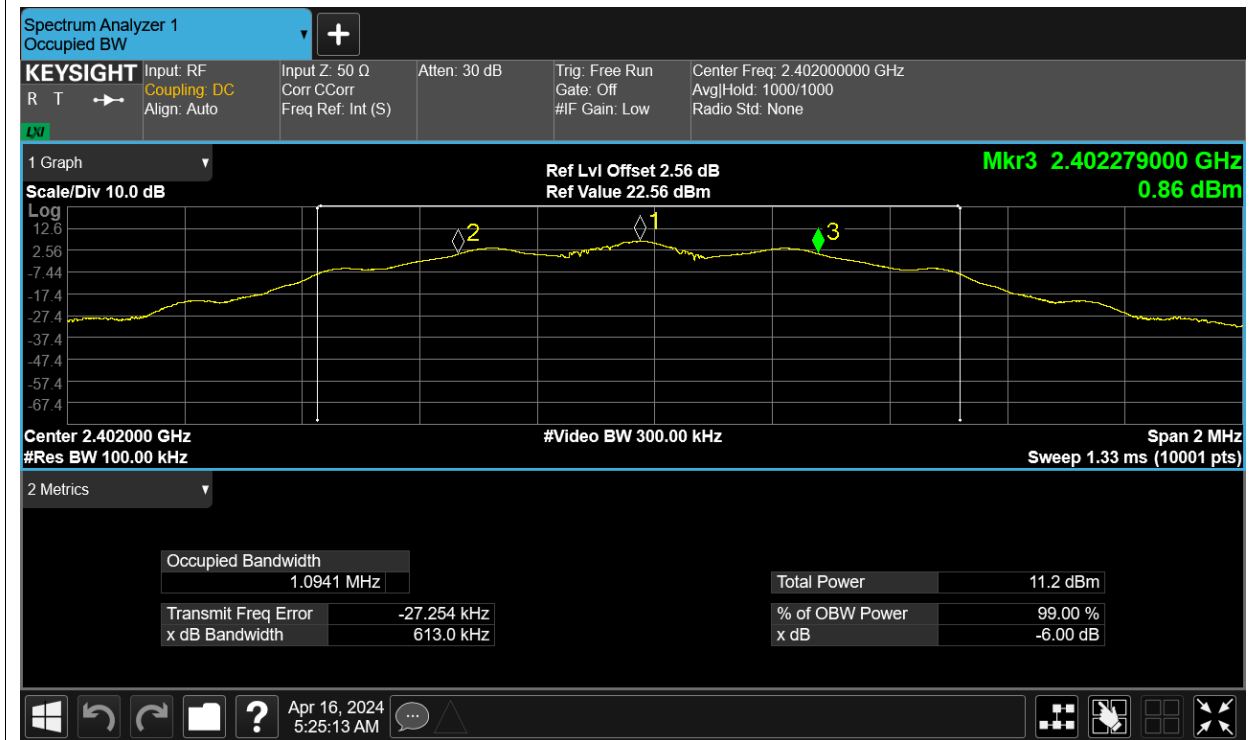 Spectrum Analyzer 1
Occupied BW
KEYSIGHT
R T
LXI
Input: RF
Coupling: DC
Align: Auto
Input Z: 50 Ω
Corr CCorr
Freq Ref: Int (S)
Atten: 30 dB
Trig: Free Run
Gate: Off
#IF Gain: Low
Center Freq: 2.402000000 GHz
Avg|Hold: 1000/1000
Radio Std: None
1 Graph
Scale/Div 10.0 dB
Ref Lvl Offset 2.56 dB
Ref Value 22.56 dBm
Mkr3 2.402279000 GHz
0.86 dBm
Log
12.6
2.56
-7.44
-17.4
-27.4
-37.4
-47.4
-57.4
-67.4
2
1
3
Center 2.402000 GHz
#Video BW 300.00 kHz
Span 2 MHz
#Res BW 100.00 kHz
Sweep 1.33 ms (10001 pts)
2 Metrics
Occupied Bandwidth
1.0941 MHz
Total Power 11.2 dBm
Transmit Freq Error -27.254 kHz
% of OBW Power 99.00 %
x dB Bandwidth 613.0 kHz
x dB -6.00 dB
?
Apr 16, 2024
5:25:13 AM